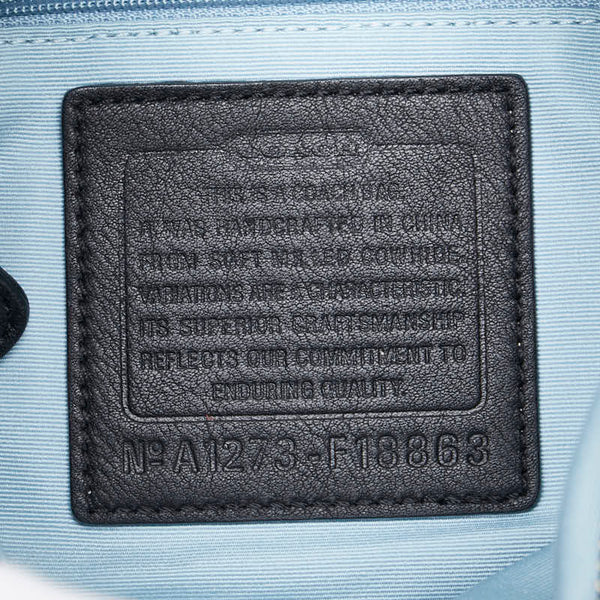 COACH
THIS IS A COACH BAG.
IT WAS HANDCRAFTED IN CHINA
FROM SOFT MILLED COWHIDE.
VARIATIONS ARE A CHARACTERISTIC.
ITS SUPERIOR CRAFTSMANSHIP
REFLECTS OUR COMMITMENT TO
ENDURING QUALITY.
Nº A1273-F18863